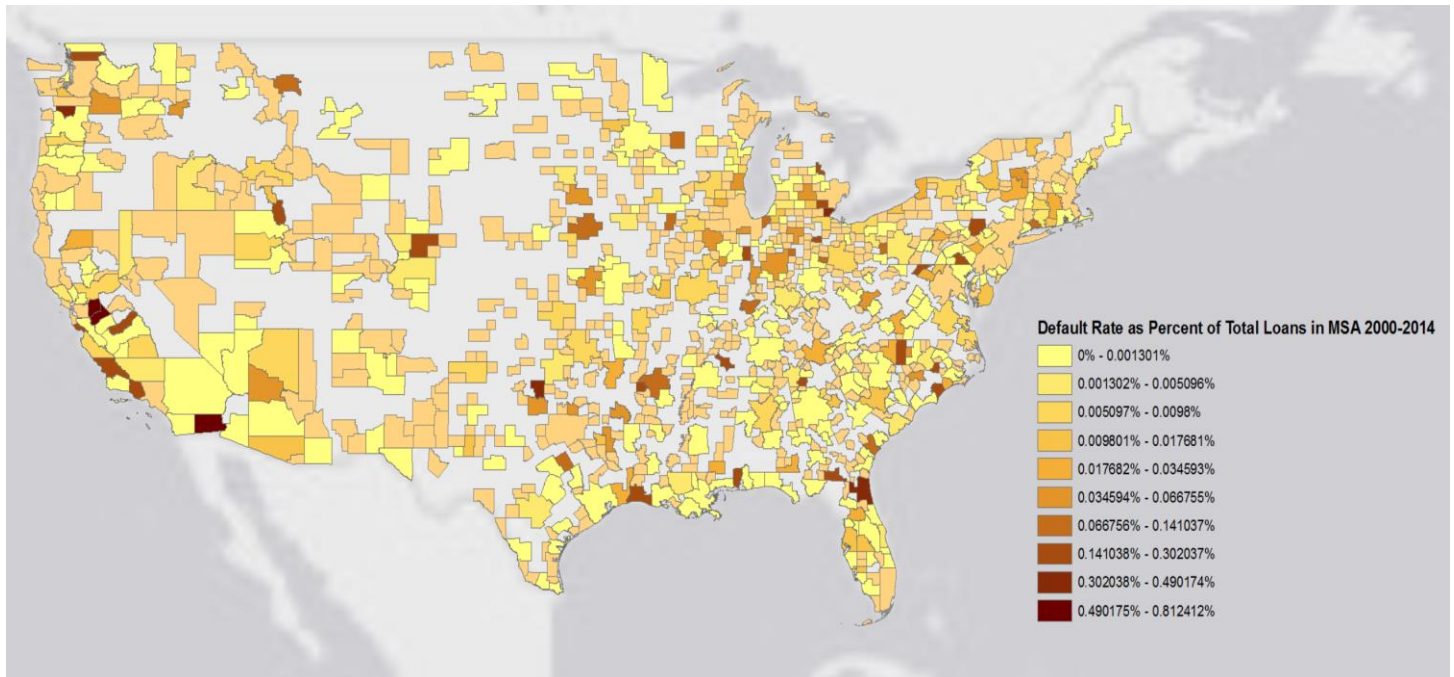 Default Rate as Percent of Total Loans in MSA 2000-2014
0% - 0.001301%
0.001302% - 0.005096%
0.005097% - 0.0098%
0.009801% - 0.017681%
0.017682% - 0.034593%
0.034594% - 0.066755%
0.066756% - 0.141037%
0.141038% - 0.302037%
0.302038% - 0.490174%
0.490175% - 0.812412%